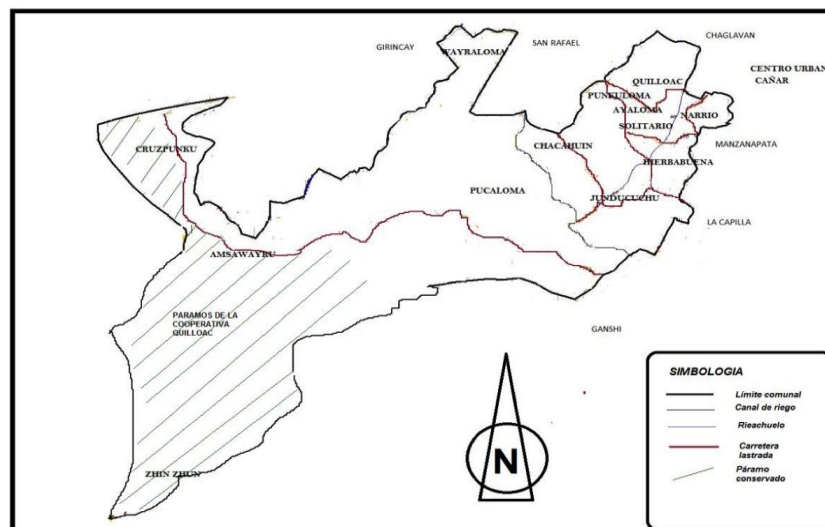 CHAGLAVAN
GIRINCAY
SAN RAFAEL
WAYRALOMA
CENTRO URBAN
CAÑAR
QUILLOAC
PUNKULOMA
AYALOMA
NARRIO
SOLITARIO
CHACAHUIN
MANZANAPATA
CRUZPUNKU
HIERBABUENA
PUCALOMA
JUNDUCUCHU
LA CAPILLA
AMSAWAYRU
PARAMOS DE LA
COOPERATIVA
QUILLOAC
GANSHI
ZHIN ZHUN
N
SIMBOLOGIA
Límite comunal
Canal de riego
Rieachuelo
Carretera
lastrada
Páramo
conservado